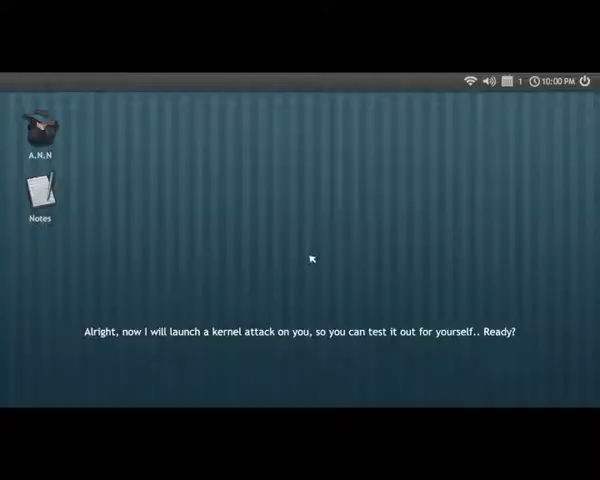 1 10:00 PM
A.N.N
Notes
Alright, now I will launch a kernel attack on you, so you can test it out for yourself.. Ready?